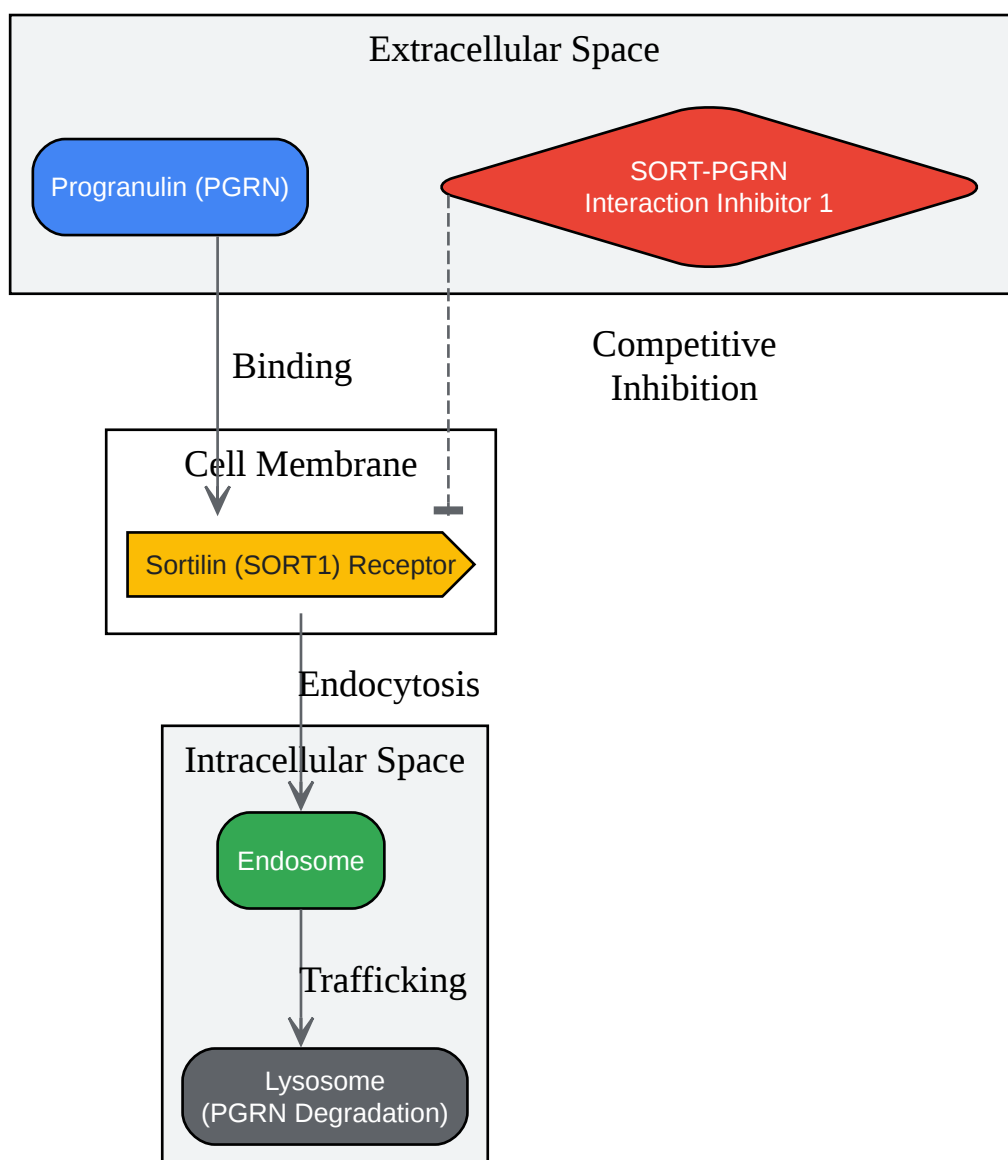 Extracellular Space
Progranulin (PGRN)
SORT-PGRN
Interaction Inhibitor 1
Binding
Competitive
Inhibition
Cell Membrane
Sortilin (SORT1) Receptor
Endocytosis
Intracellular Space
Endosome
Trafficking
Lysosome
(PGRN Degradation)